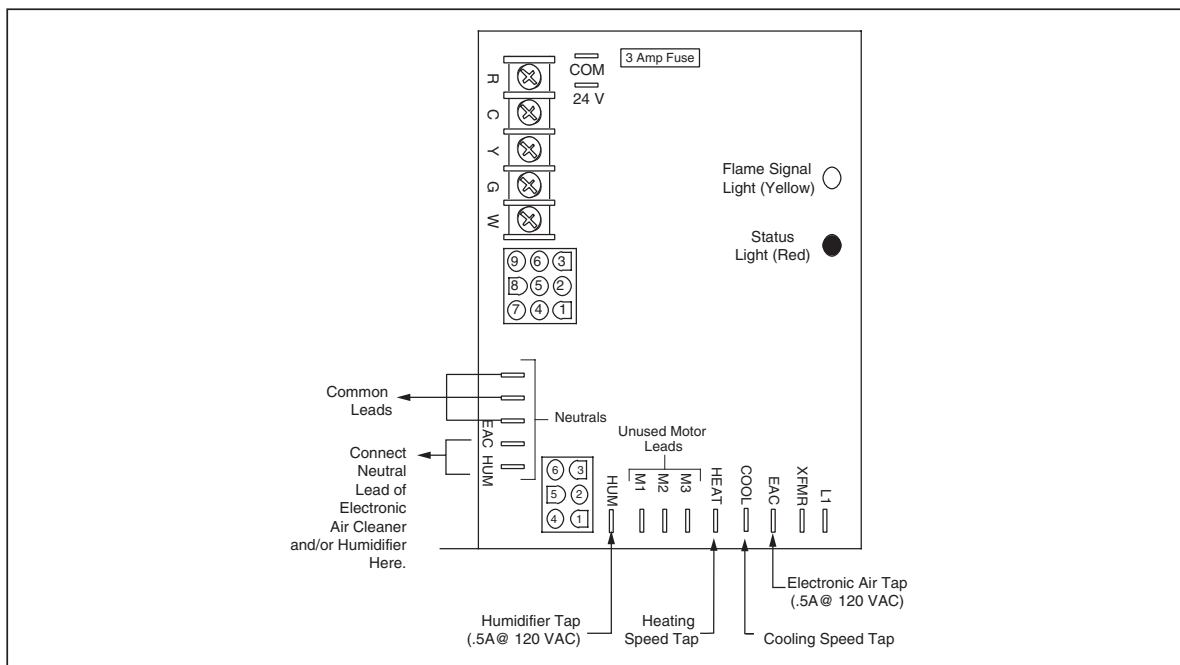 3 Amp Fuse
COM
24 V
R
C
Y
G
W
Flame Signal
Light (Yellow)
Status
Light (Red)
9 6 3
8 5 2
7 4 1
Common
Leads
Neutrals
EAC HUM
Connect
Neutral
Lead of
Electronic
Air Cleaner
and/or Humidifier
Here.
6 3
5 2
4 1
Unused Motor
Leads
HUM
M1
M2
M3
HEAT
COOL
EAC
XFMR
L1
Electronic Air Tap
(.5A@ 120 VAC)
Humidifier Tap
(.5A@ 120 VAC)
Heating
Speed Tap
Cooling Speed Tap